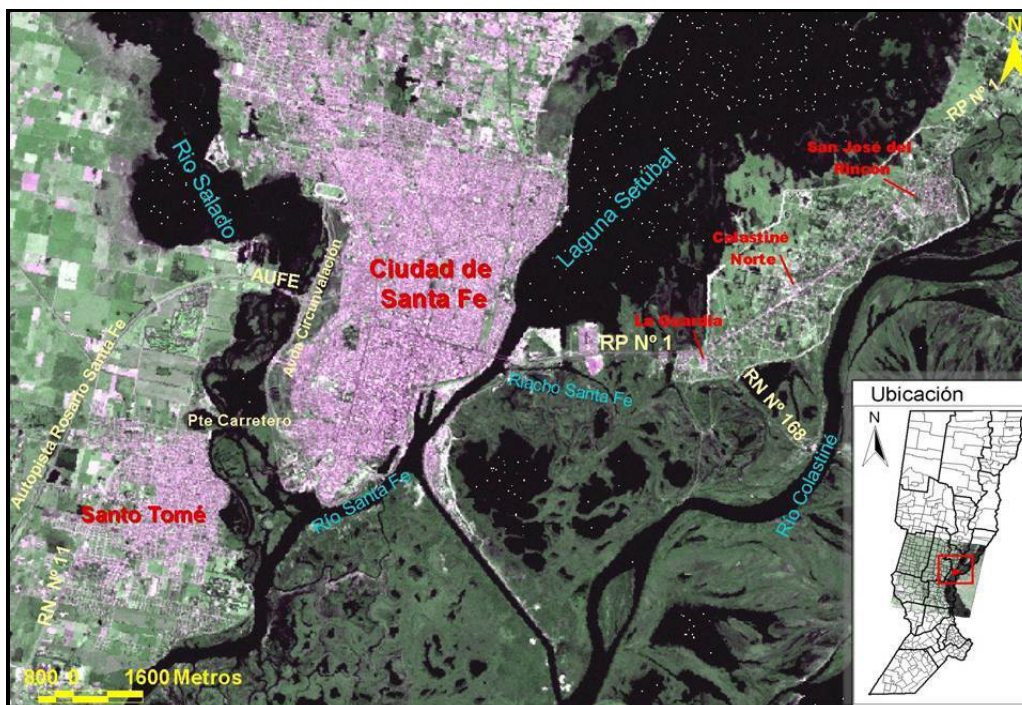 N
RP Nº 1
San José del
Rincón
Río Salado
Laguna Setúbal
Colastiné
Norte
AUFE
Ciudad de
Santa Fe
Avda Circunvalación
La Guardia
RP Nº 1
Autopista Rosario Santa Fe
Riacho Santa Fe
RN Nº 168
Pte Carretero
Río Santa Fe
Río Colastiné
Santo Tomé
RN Nº 11
800 0 1600 Metros
Ubicación
N